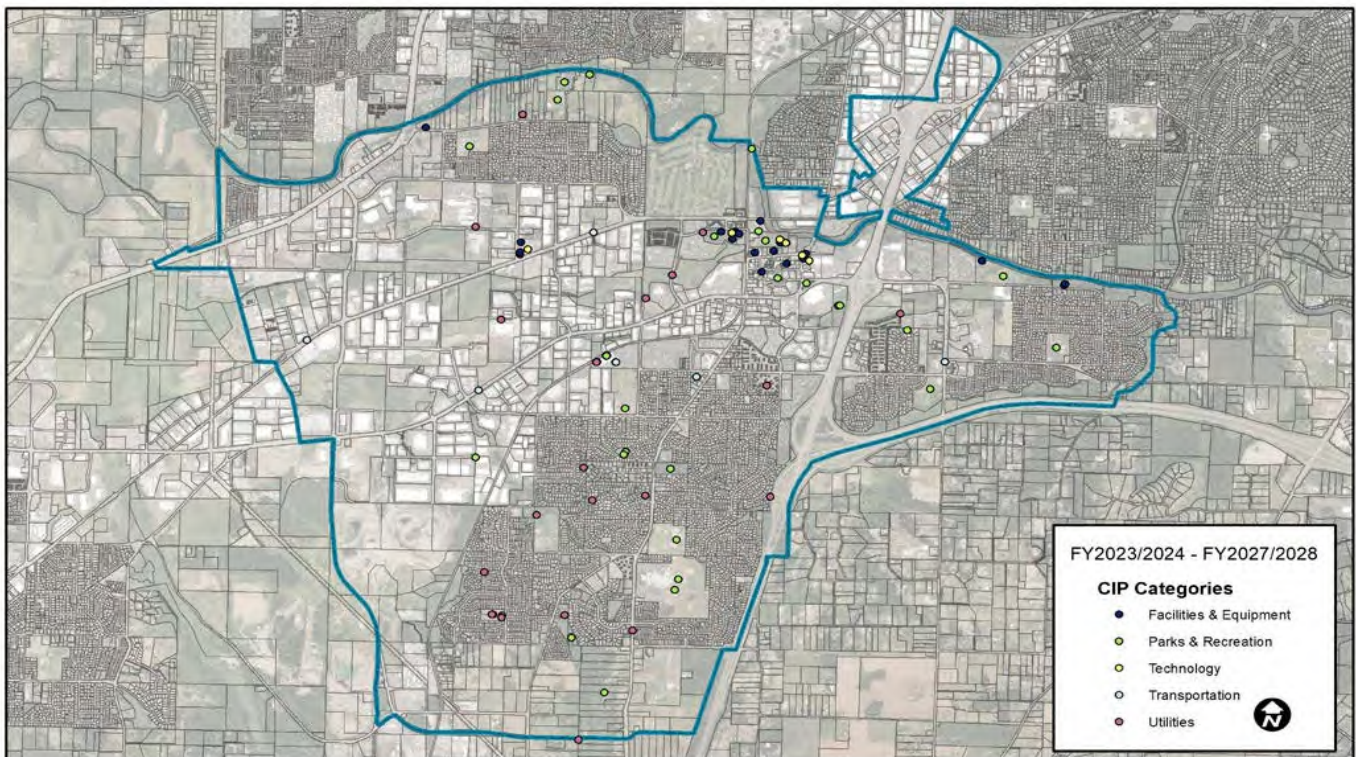 FY2023/2024 - FY2027/2028
CIP Categories
Facilities & Equipment
Parks & Recreation
Technology
Transportation
Utilities
N